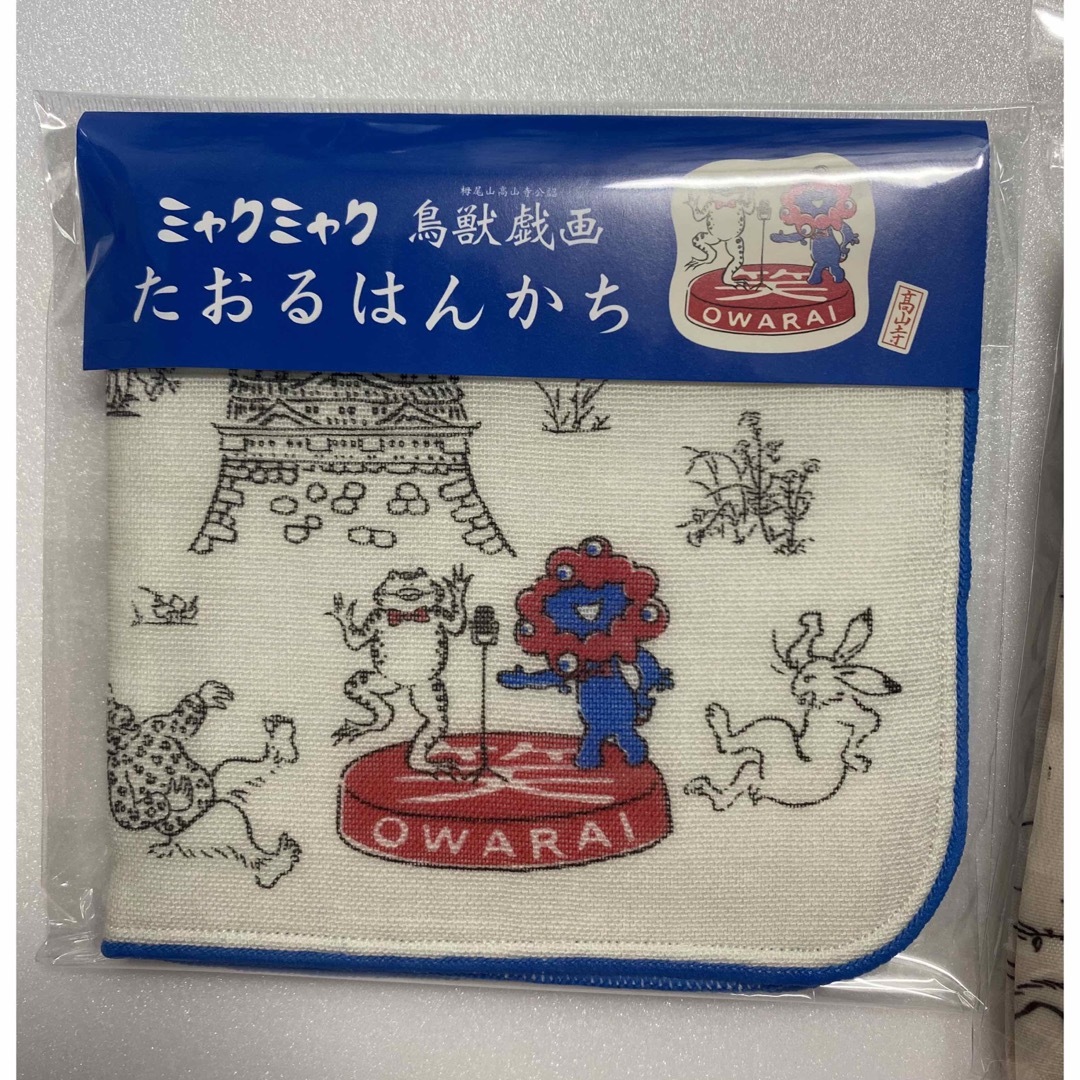 栂尾山高山寺公認
ミャクミャク 鳥獣戯画
たおるはんかち
笑
OWARAI
高山寺
笑
OWARAI